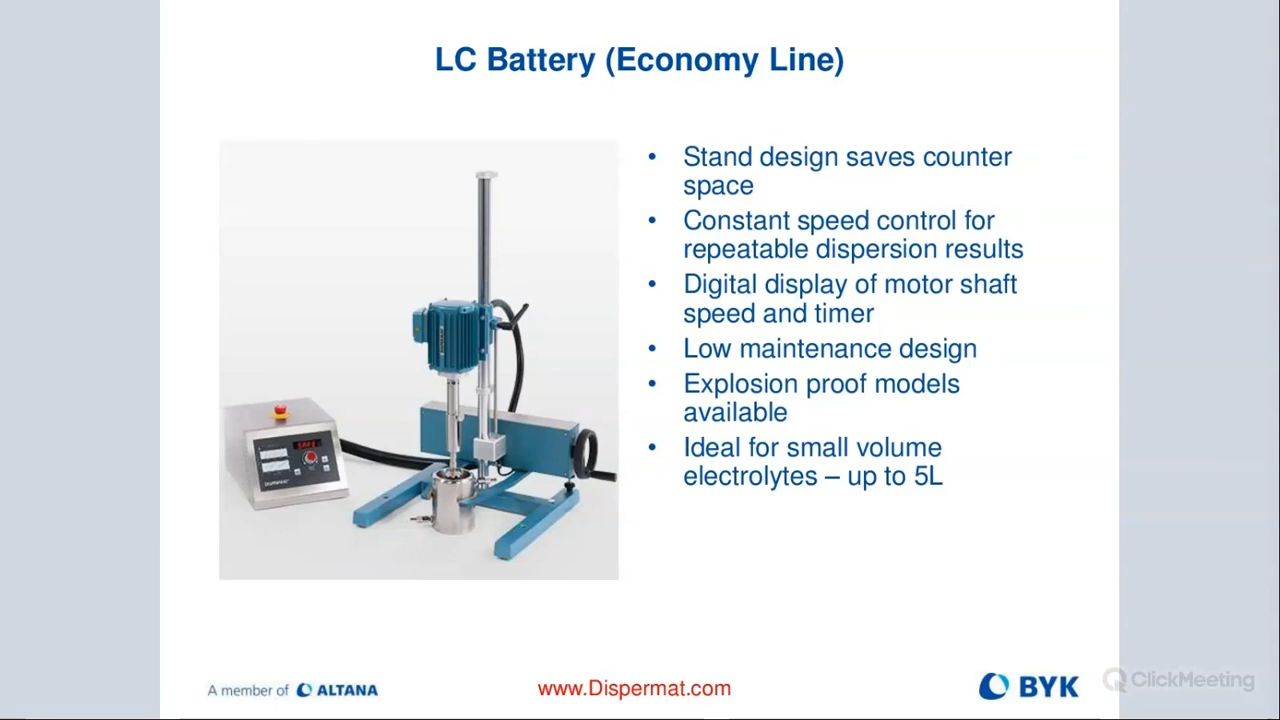 LC Battery (Economy Line)
• Stand design saves counter
space
• Constant speed control for
repeatable dispersion results
• Digital display of motor shaft
speed and timer
• Low maintenance design
• Explosion proof models
available
• Ideal for small volume
electrolytes – up to 5L
A member of ALTANA
www.Dispermat.com
BYK
ClickMeeting